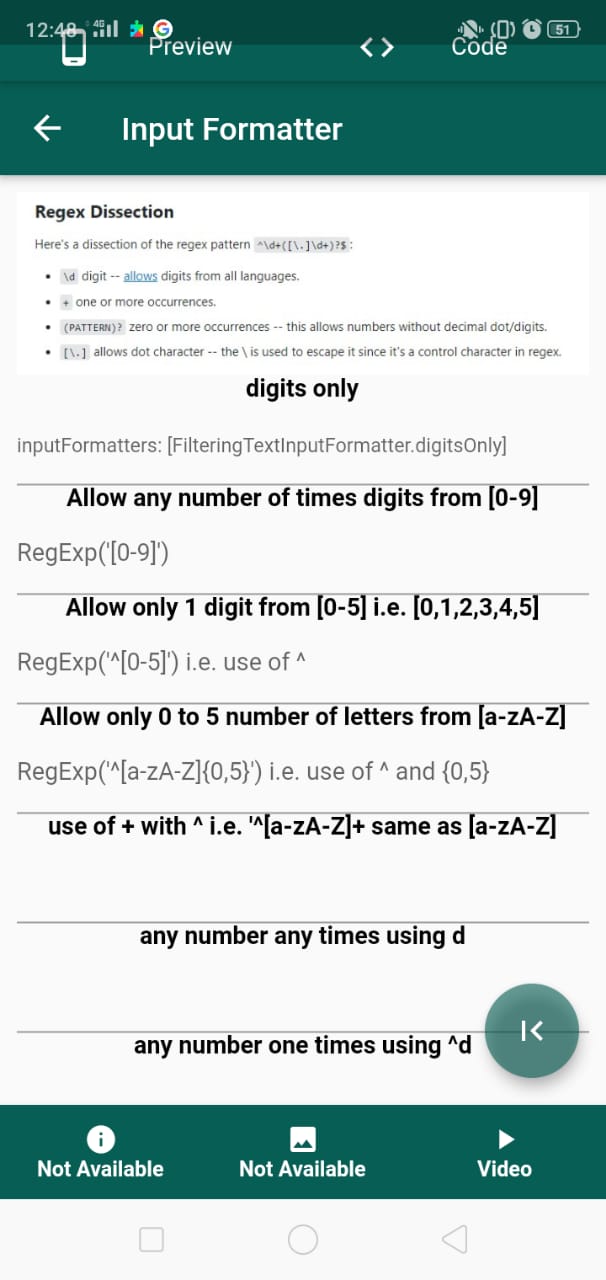 12:48 4G 51
Preview <> Code
Input Formatter
Regex Dissection
Here's a dissection of the regex pattern ^\d+([\.]\d+)?$ :
• \d digit -- allows digits from all languages.
• + one or more occurrences.
• (PATTERN)? zero or more occurrences -- this allows numbers without decimal dot/digits.
• [\.] allows dot character -- the \ is used to escape it since it's a control character in regex.
digits only
inputFormatters: [FilteringTextInputFormatter.digitsOnly]
Allow any number of times digits from [0-9]
RegExp('[0-9]')
Allow only 1 digit from [0-5] i.e. [0,1,2,3,4,5]
RegExp('^[0-5]') i.e. use of ^
Allow only 0 to 5 number of letters from [a-zA-Z]
RegExp('^[a-zA-Z]{0,5}') i.e. use of ^ and {0,5}
use of + with ^ i.e. '^[a-zA-Z]+ same as [a-zA-Z]
any number any times using d
any number one times using ^d
Not Available Not Available Video